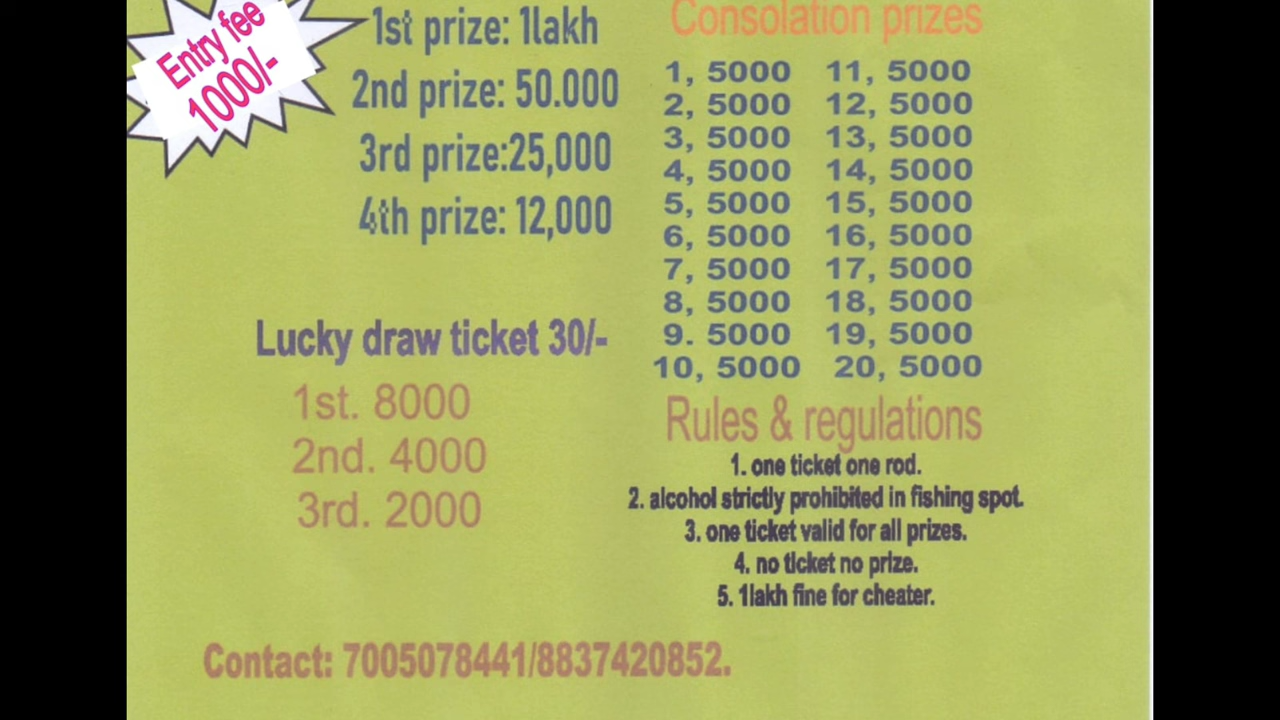 Entry fee
1000/-
1st prize: 1lakh
2nd prize: 50.000
3rd prize:25,000
4th prize: 12,000
Lucky draw ticket 30/-
1st. 8000
2nd. 4000
3rd. 2000
Consolation prizes
1, 5000 11, 5000
2, 5000 12, 5000
3, 5000 13, 5000
4, 5000 14, 5000
5, 5000 15, 5000
6, 5000 16, 5000
7, 5000 17, 5000
8, 5000 18, 5000
9. 5000 19, 5000
10, 5000 20, 5000
Rules & regulations
1. one ticket one rod.
2. alcohol strictly prohibited in fishing spot.
3. one ticket valid for all prizes.
4. no ticket no prize.
5. 1lakh fine for cheater.
Contact: 7005078441/8837420852.